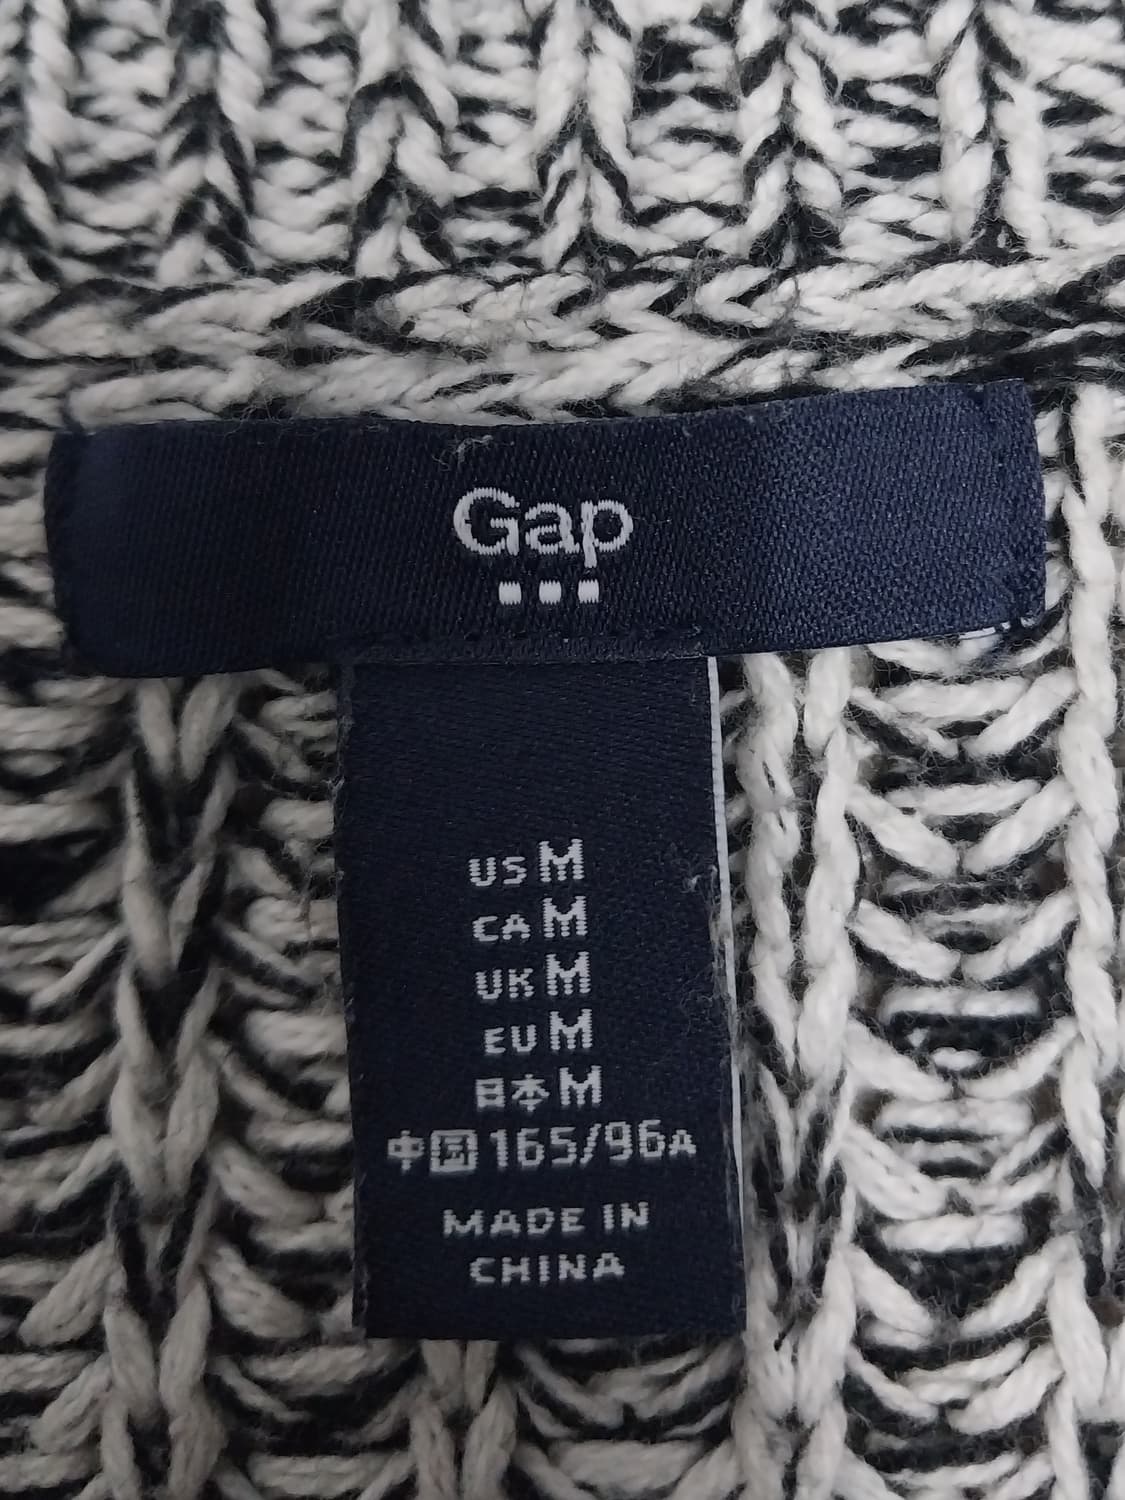 Gap
US M
CA M
UK M
EU M
日本 M
中国 165/96A
MADE IN
CHINA